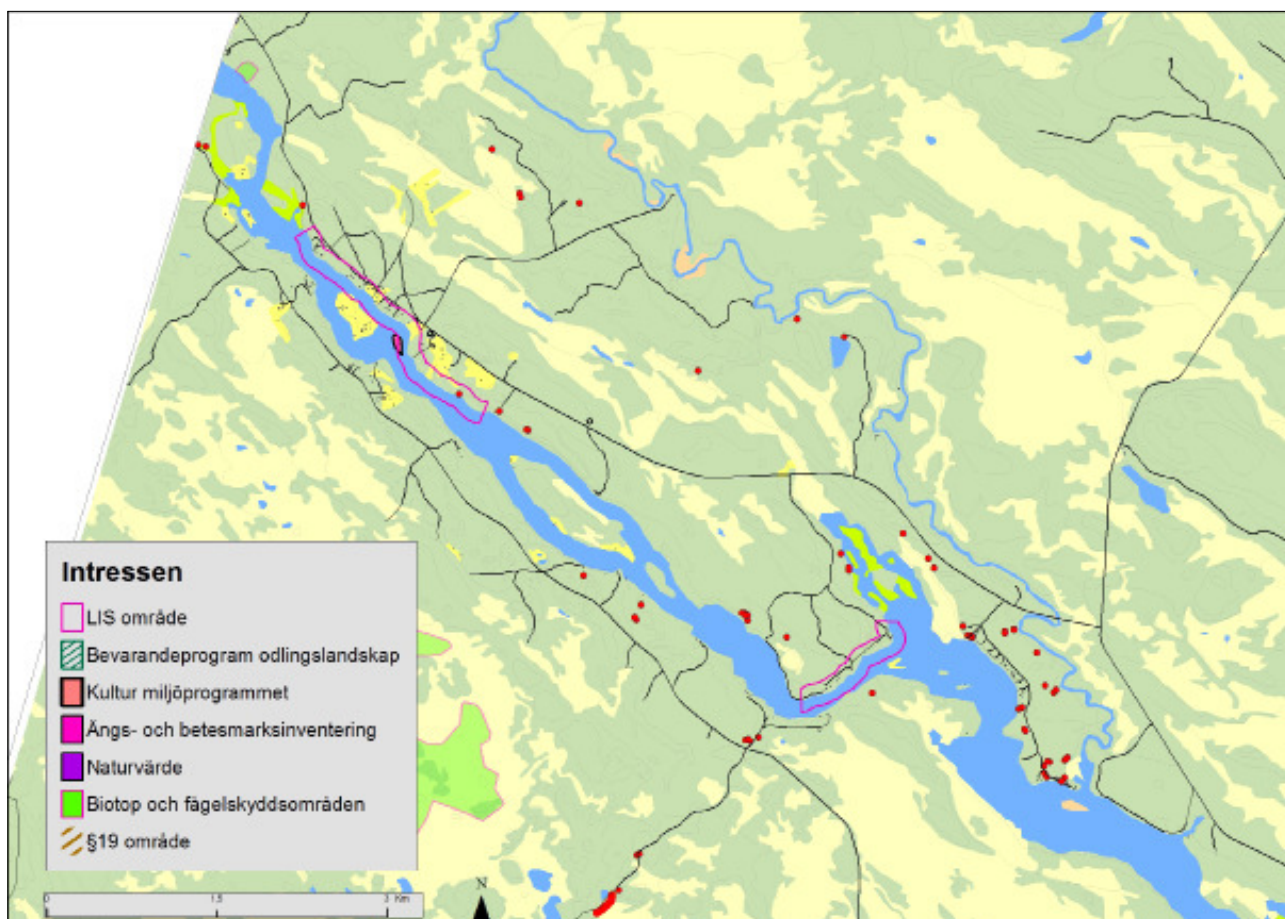 Intressen
LIS område
Bevarandeprogram odlingslandskap
Kultur miljöprogrammet
Ängs- och betesmarksinventering
Naturvärde
Biotop och fågelskyddsområden
§19 område
0 1,5 3 Km
N